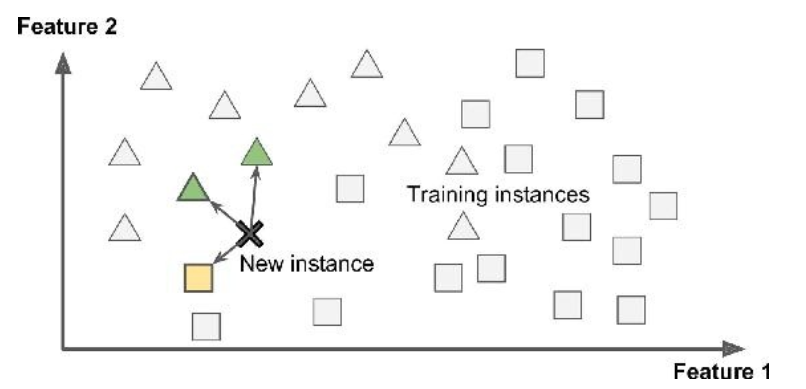 Feature 2
Training instances
New instance
Feature 1